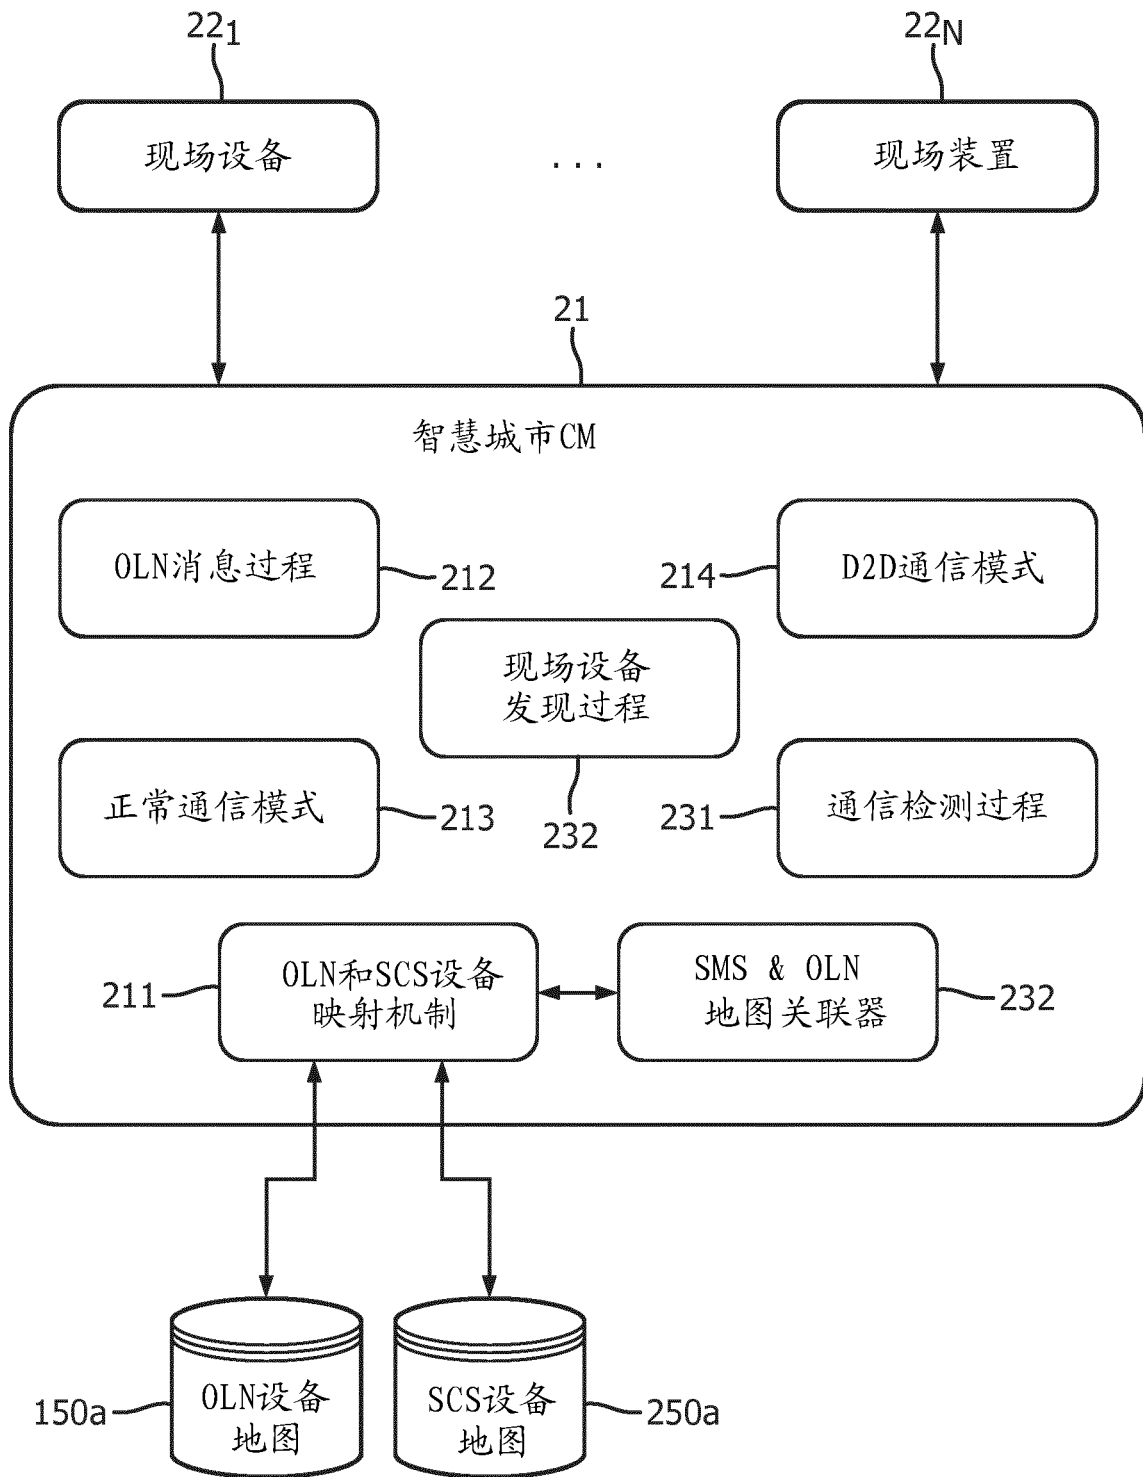 22₁
22N
现场设备
...
现场装置
21
智慧城市CM
OLN消息过程
212
214
D2D通信模式
现场设备
发现过程
232
正常通信模式
213
231
通信检测过程
211
OLN和SCS设备
映射机制
SMS & OLN
地图关联器
232
150a
OLN设备
地图
SCS设备
地图
250a